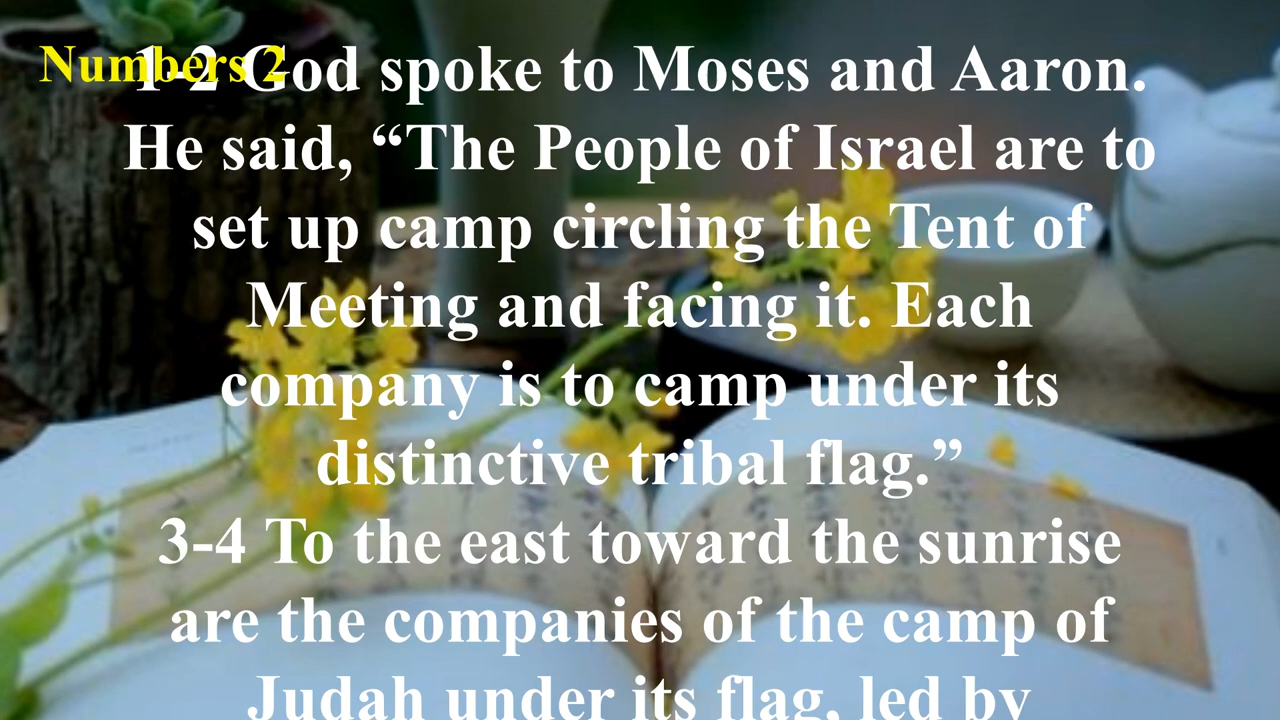 Numbers 2
1-2 God spoke to Moses and Aaron.
He said, “The People of Israel are to
set up camp circling the Tent of
Meeting and facing it. Each
company is to camp under its
distinctive tribal flag.”
3-4 To the east toward the sunrise
are the companies of the camp of
Judah under its flag, led by